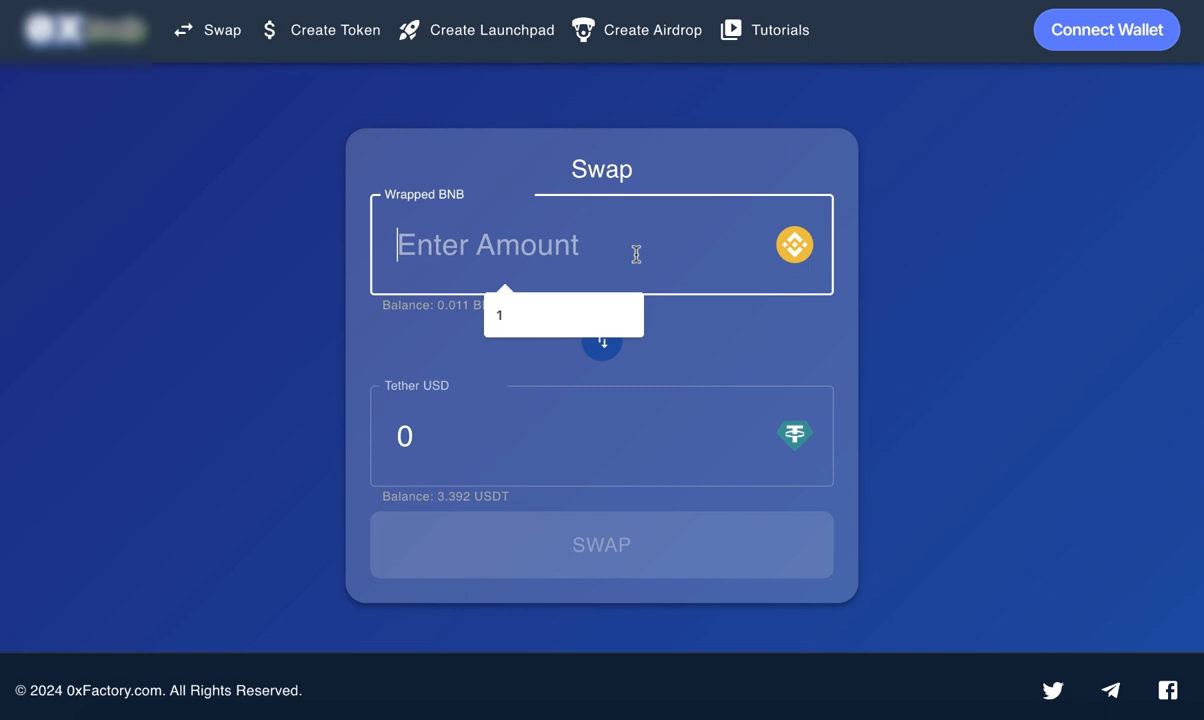 Swap
Create Token
Create Launchpad
Create Airdrop
Tutorials
Connect Wallet
Swap
Wrapped BNB
Enter Amount
Balance: 0.011
1
Tether USD
0
Balance: 3.392 USDT
SWAP
© 2024 0xFactory.com. All Rights Reserved.